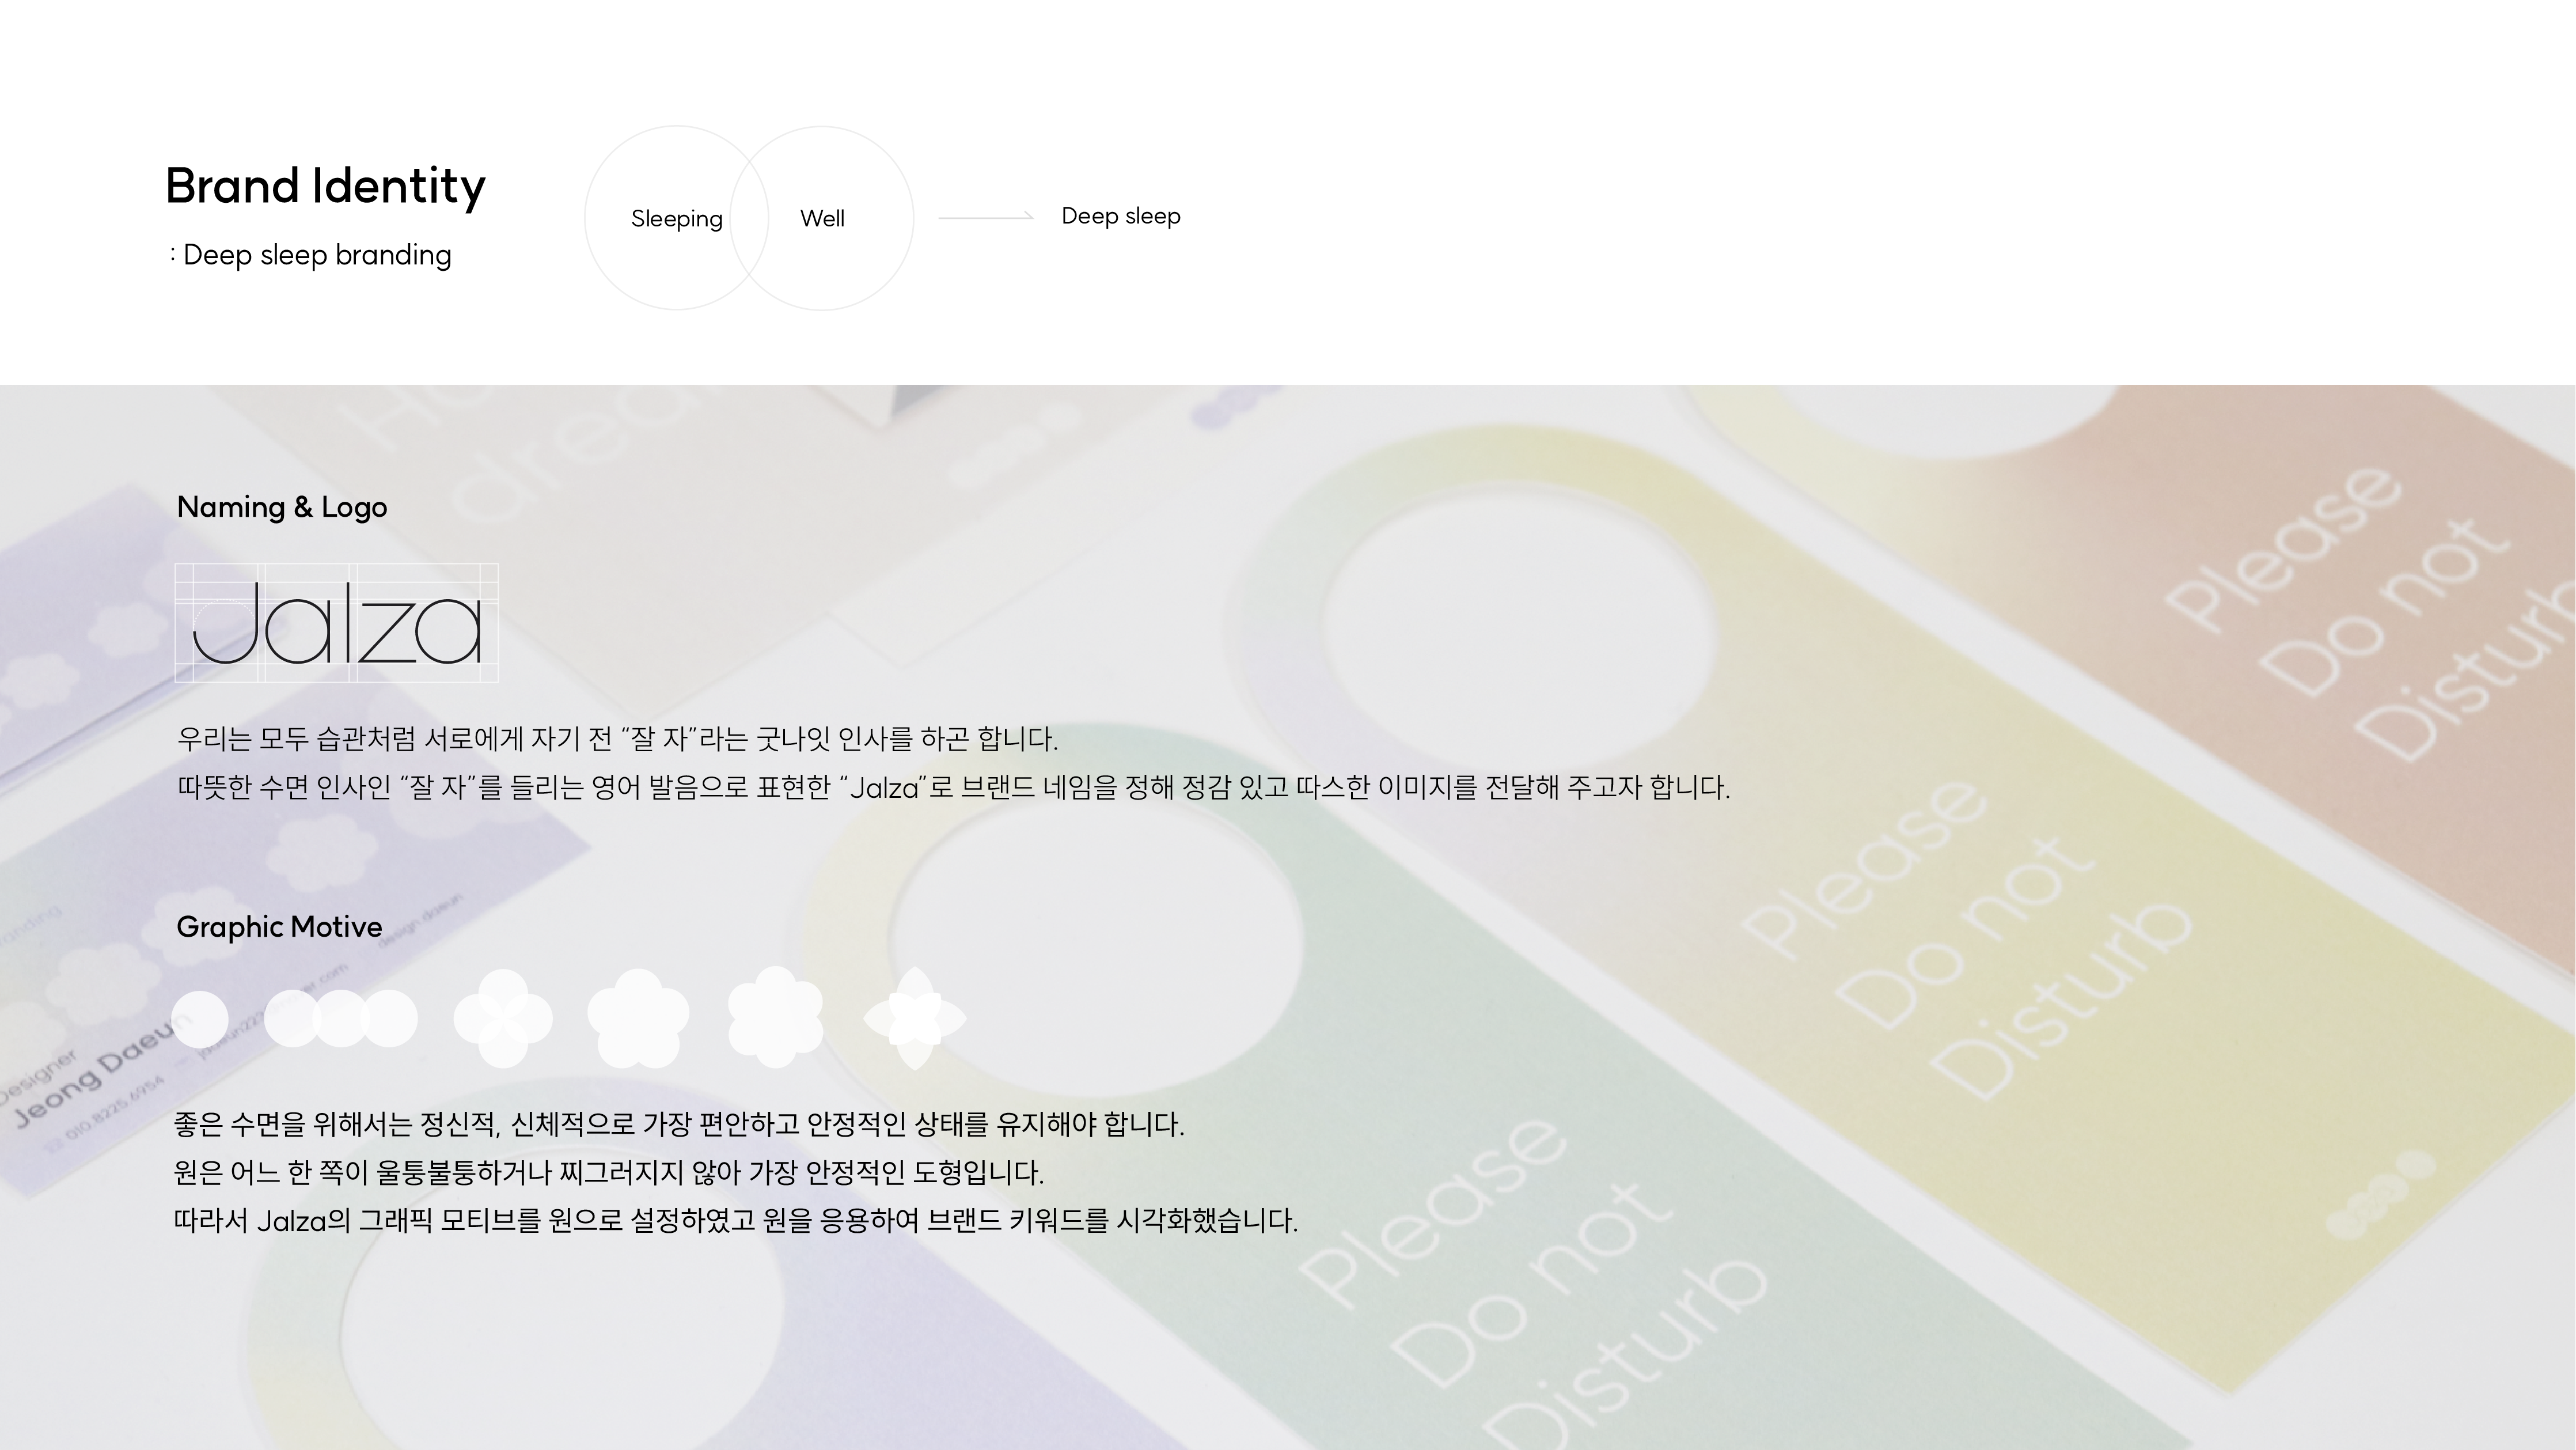 Brand Identity
: Deep sleep branding
Sleeping
Well
Deep sleep
Naming & Logo
Jalza
우리는 모두 습관처럼 서로에게 자기 전 “잘 자”라는 굿나잇 인사를 하곤 합니다.
따뜻한 수면 인사인 “잘 자”를 들리는 영어 발음으로 표현한 “Jalza”로 브랜드 네임을 정해 정감 있고 따스한 이미지를 전달해 주고자 합니다.
Graphic Motive
좋은 수면을 위해서는 정신적, 신체적으로 가장 편안하고 안정적인 상태를 유지해야 합니다.
원은 어느 한 쪽이 울퉁불퉁하거나 찌그러지지 않아 가장 안정적인 도형입니다.
따라서 Jalza의 그래픽 모티브를 원으로 설정하였고 원을 응용하여 브랜드 키워드를 시각화했습니다.
Designer
Jeong Daeun
010.8225.6954
design.daeun
Please
Do not
Disturb
Please
Do not
Disturb
Please
Do not
Disturb